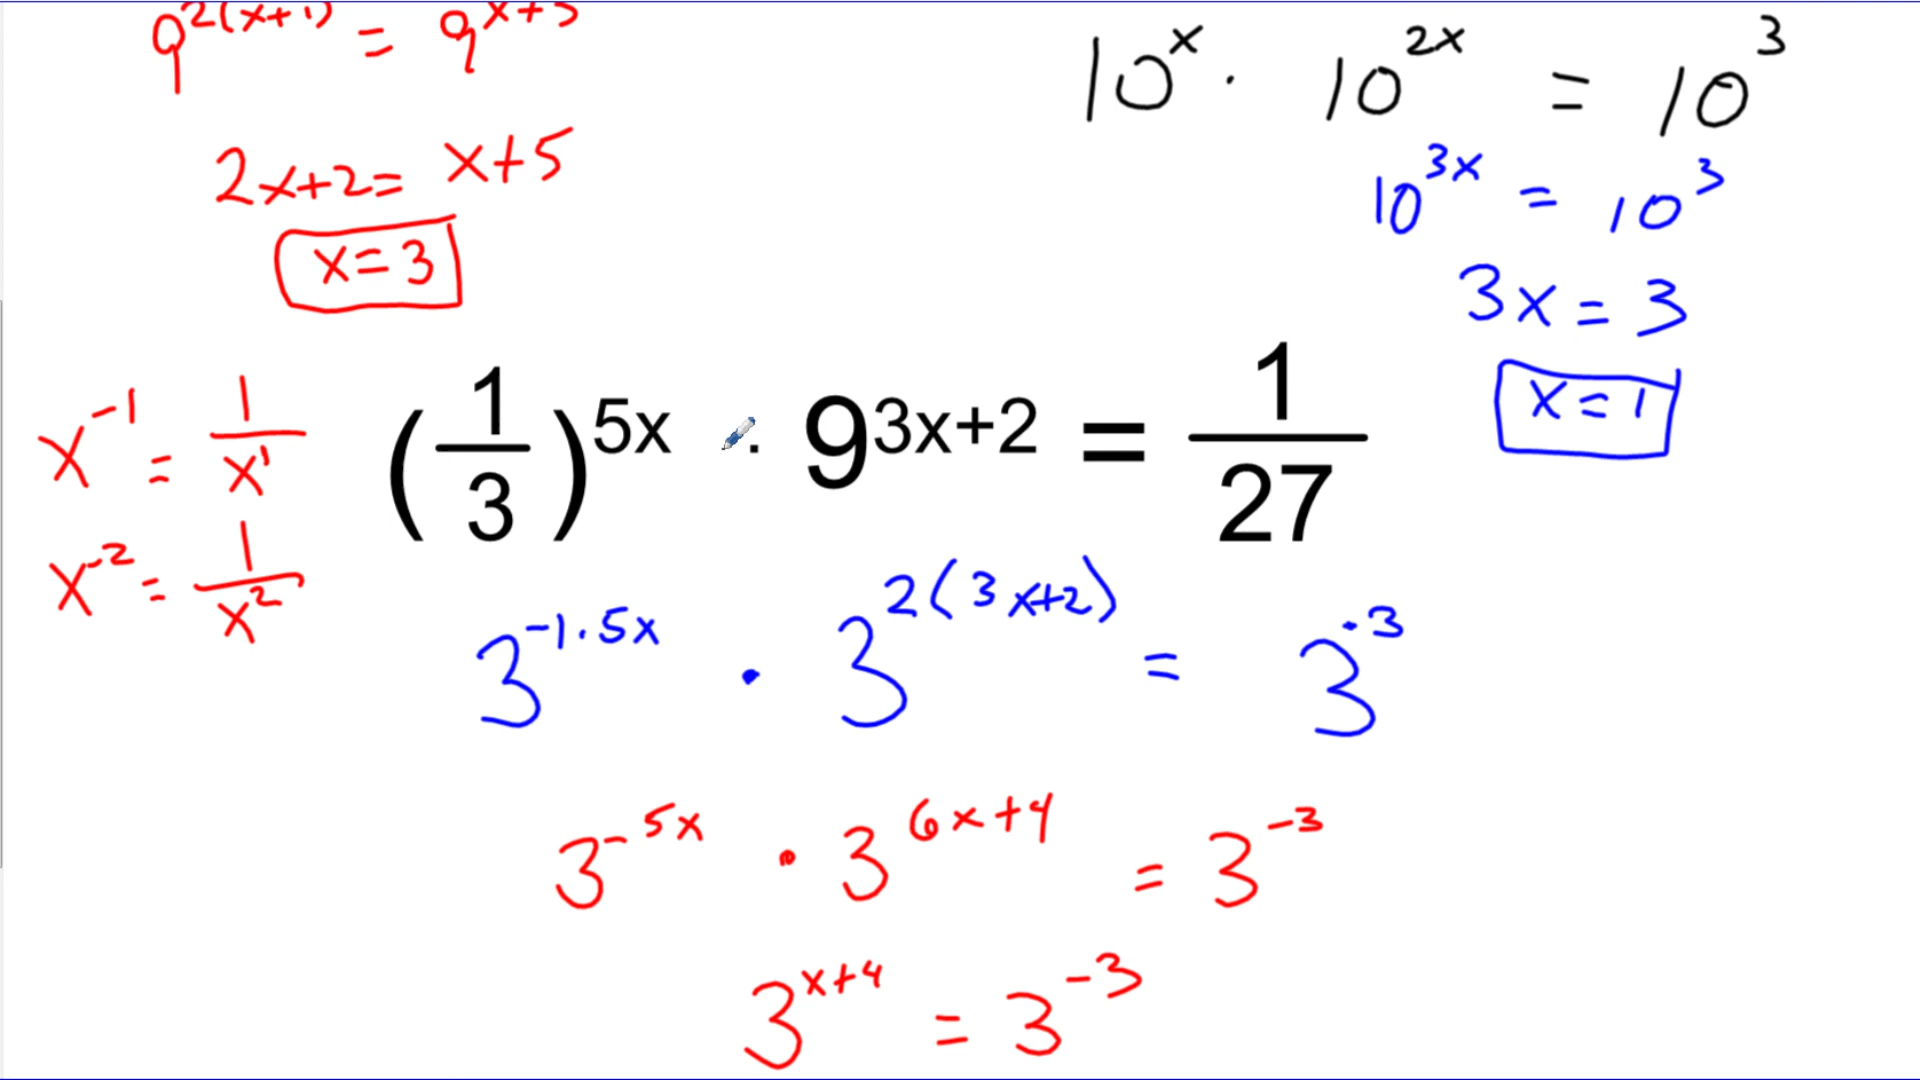 9^{2(x+1)} = 9^{x+5}
2x+2= x+5
x=3
10^x · 10^{2x} = 10^3
10^{3x} = 10^3
3x = 3
x=1
x^{-1} = 1/x^1
x^{-2} = 1/x^2
(1/3)^{5x} · 9^{3x+2} = 1/27
3^{-1·5x} · 3^{2(3x+2)} = 3^{-3}
3^{-5x} · 3^{6x+4} = 3^{-3}
3^{x+4} = 3^{-3}